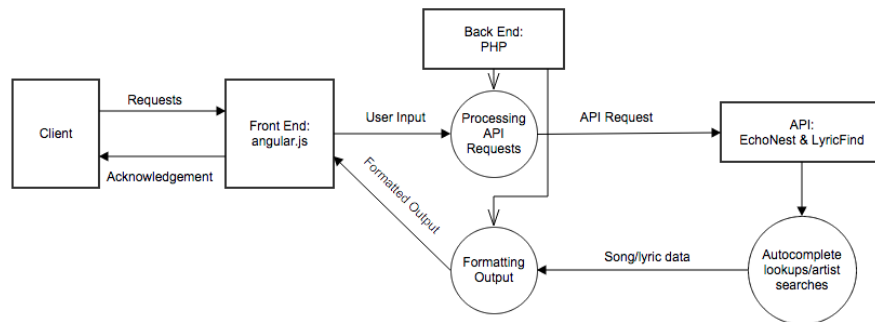 Back End:
PHP
Requests
Client
Acknowledgement
Front End:
angular.js
User Input
Processing
API
Requests
API Request
API:
EchoNest & LyricFind
Formatted Output
Formatting
Output
Song/lyric data
Autocomplete
lookups/artist
searches